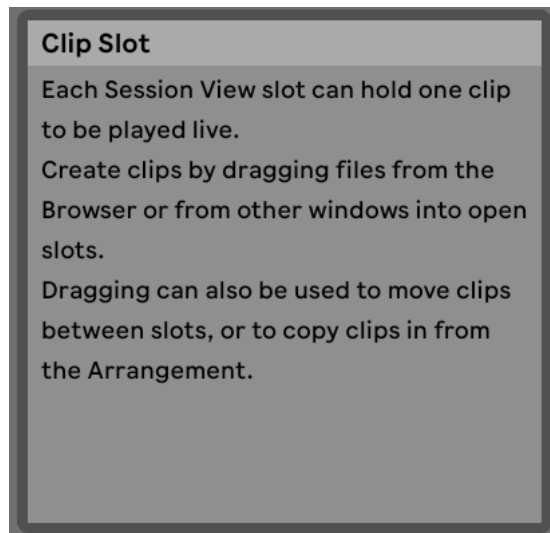 Clip Slot
Each Session View slot can hold one clip
to be played live.
Create clips by dragging files from the
Browser or from other windows into open
slots.
Dragging can also be used to move clips
between slots, or to copy clips in from
the Arrangement.